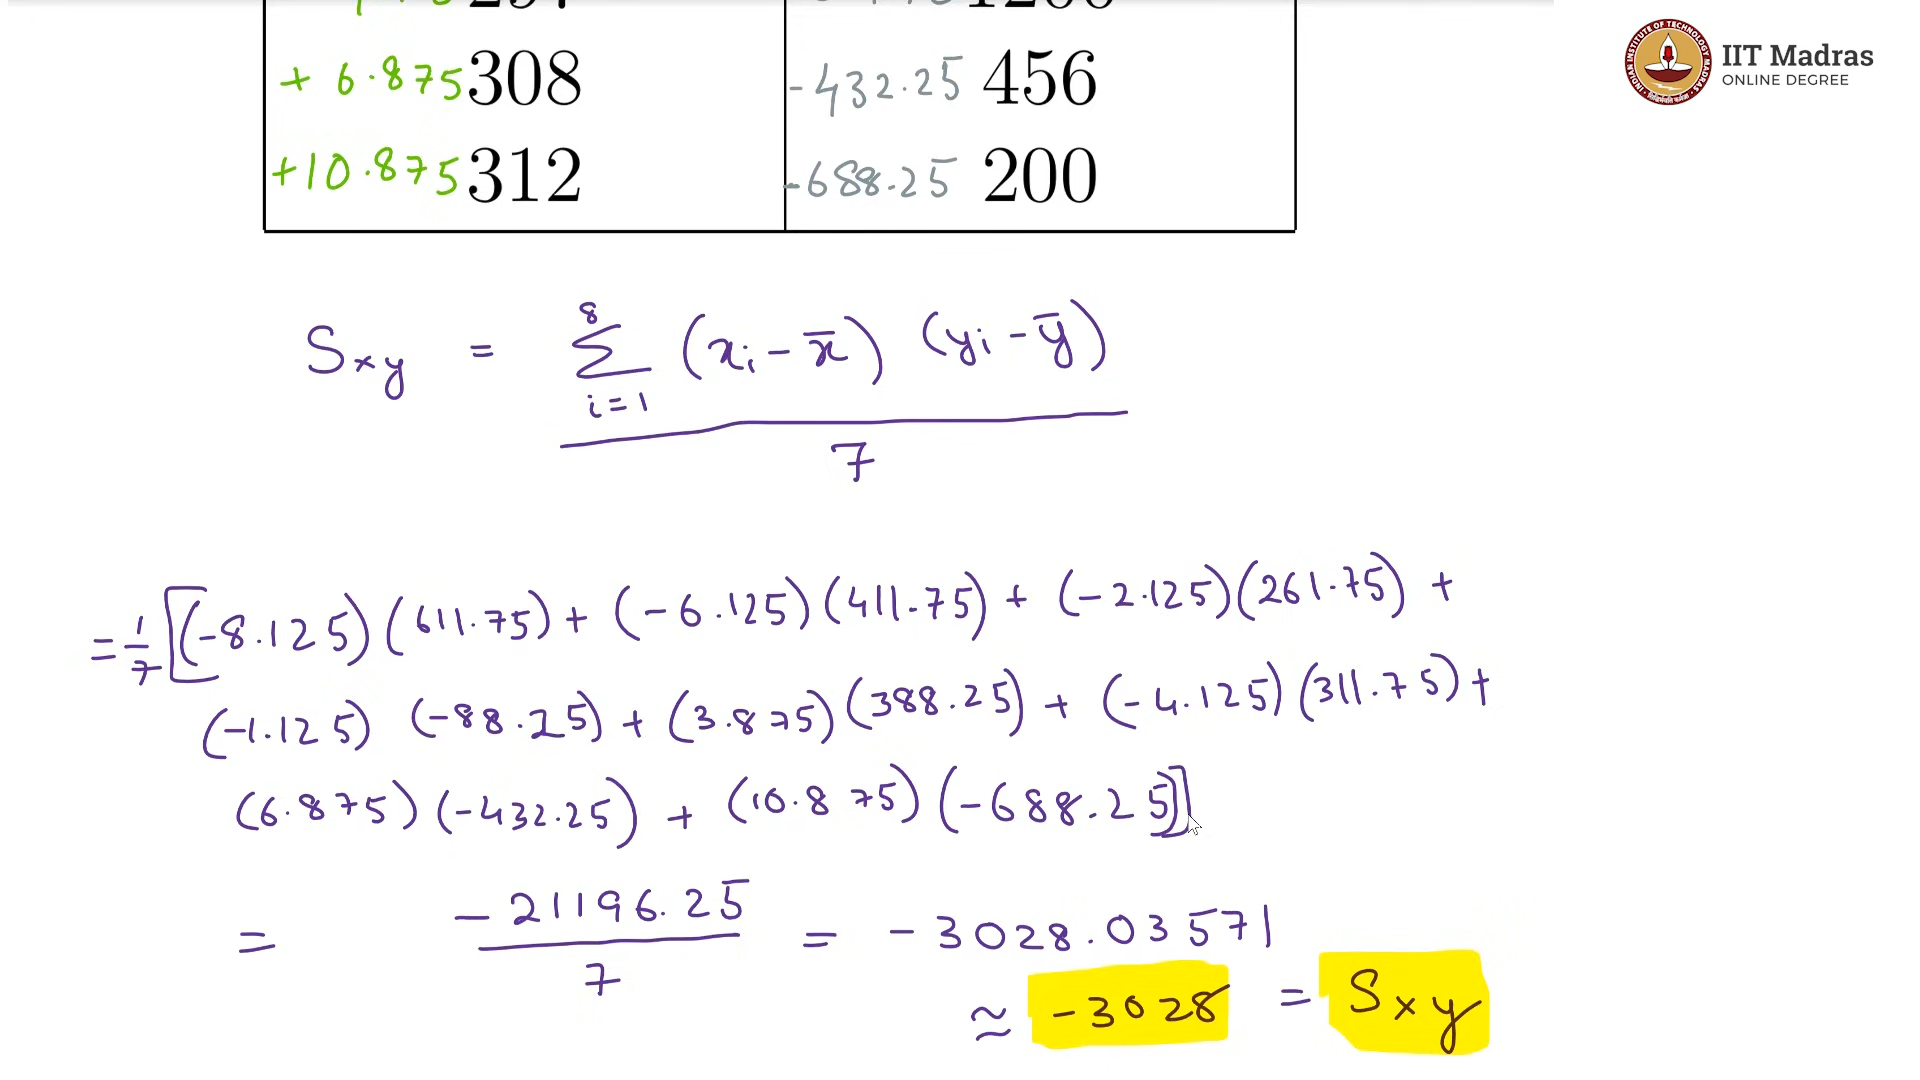 IIT Madras
ONLINE DEGREE
+ 6.875 308 -432.25 456
+10.875 312 -688.25 200
Sxy = 8 Σ i=1 (xi - x̄) (yi - ȳ)
7
= 1/7 [(-8.125)(611.75) + (-6.125)(411.75) + (-2.125)(261.75) +
(-1.125) (-88.25) + (3.875)(388.25) + (-4.125)(311.75) +
(6.875)(-432.25) + (10.875)(-688.25)]
= -21196.25 / 7 = -3028.03571
≈ -3028 = Sxy